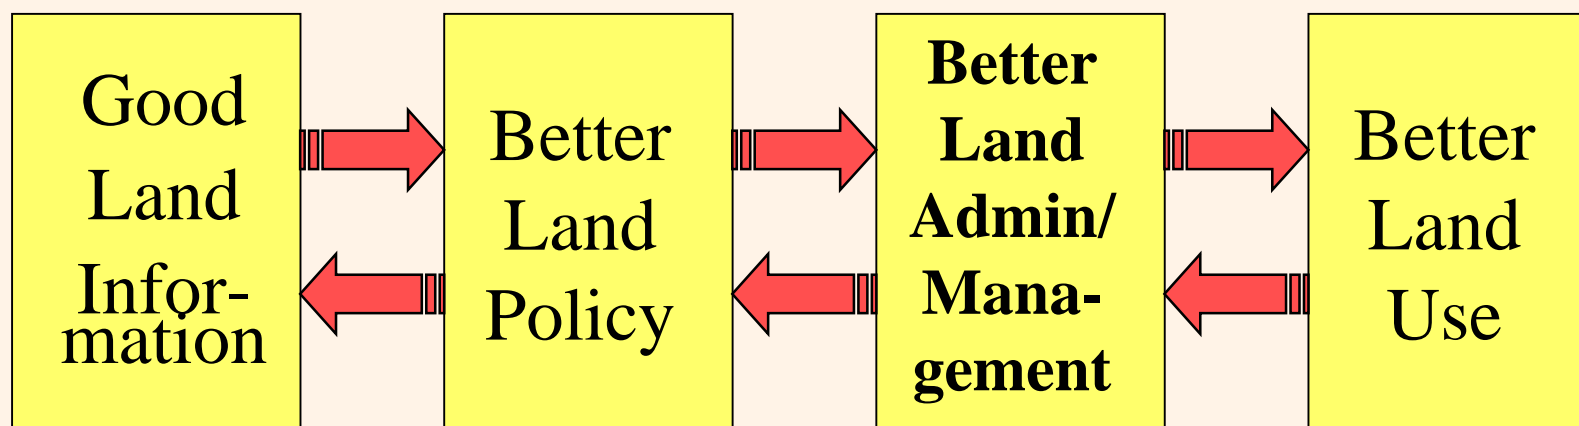 Good
Land
Infor-
mation
Better
Land
Policy
Better
Land
Admin/
Mana-
gement
Better
Land
Use